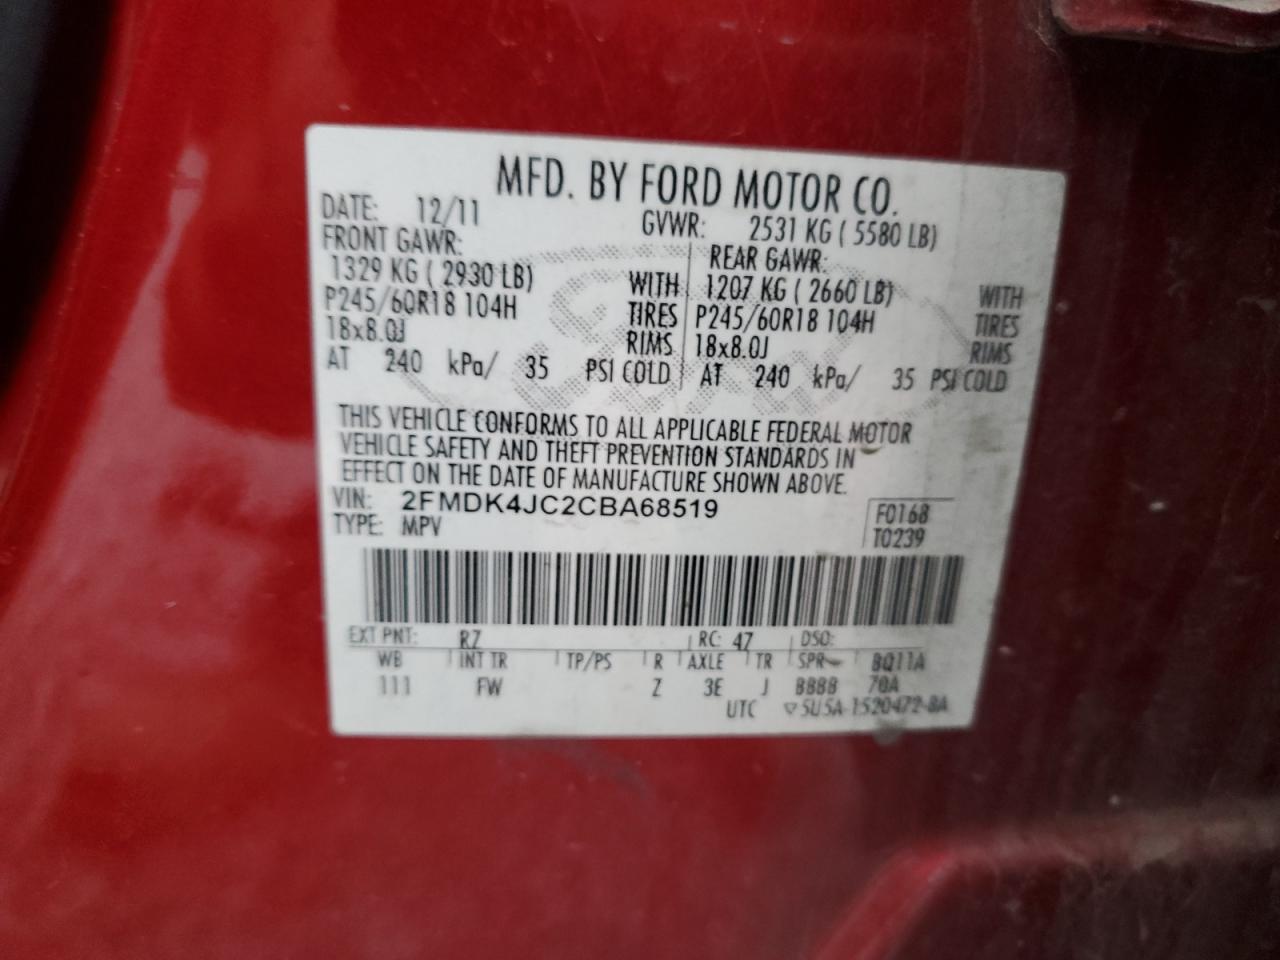 MFD. BY FORD MOTOR CO.
DATE: 12/11 GVWR: 2531 KG ( 5580 LB)
FRONT GAWR: REAR GAWR:
1329 KG ( 2930 LB) WITH 1207 KG ( 2660 LB) WITH
P245/60R18 104H TIRES P245/60R18 104H TIRES
18x8.0J RIMS 18x8.0J RIMS
AT 240 kPa/ 35 PSI COLD AT 240 kPa/ 35 PSI COLD
THIS VEHICLE CONFORMS TO ALL APPLICABLE FEDERAL MOTOR
VEHICLE SAFETY AND THEFT PREVENTION STANDARDS IN
EFFECT ON THE DATE OF MANUFACTURE SHOWN ABOVE.
VIN: 2FMDK4JC2CBA68519 F0168
TYPE: MPV T0239
EXT PNT: RZ RC: 47 DSO:
WB INT TR TP/PS R AXLE TR SPR BQ11A
111 FW Z 3E J BBBB 70A
UTC ▽5U5A-1520472-BA